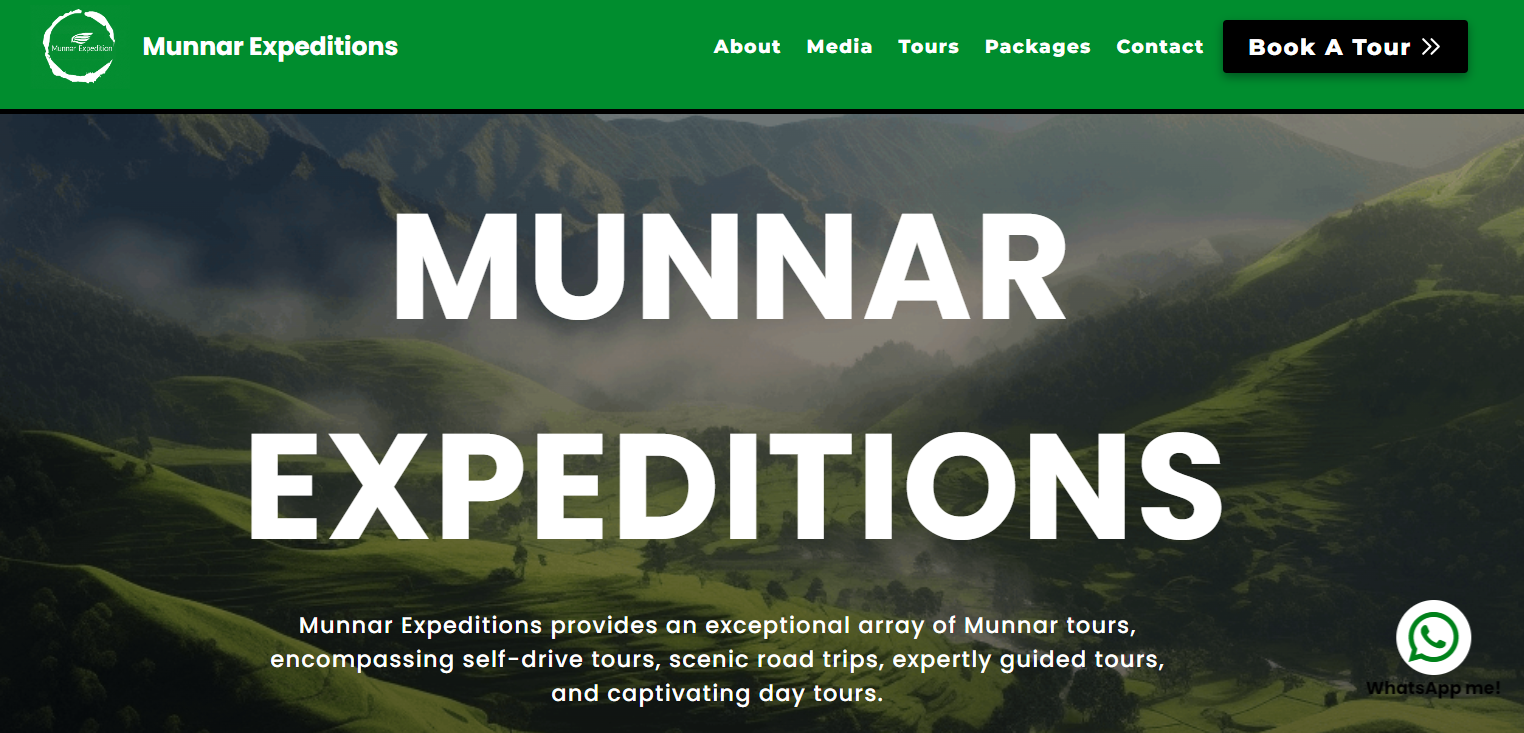 Munnar Expedition
Munnar Expeditions
About Media Tours Packages Contact Book A Tour
MUNNAR
EXPEDITIONS
Munnar Expeditions provides an exceptional array of Munnar tours,
encompassing self-drive tours, scenic road trips, expertly guided tours,
and captivating day tours.
WhatsApp me!